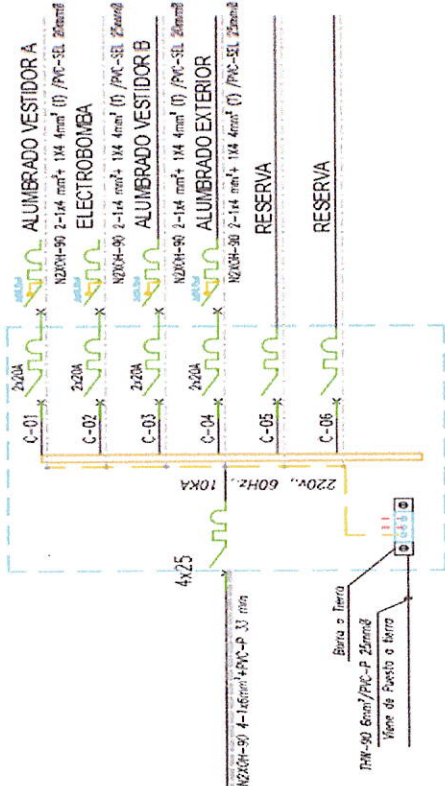 ALUMBRADO VESTIDOR A
2x20A
C-01
N2XOH-90 2-1x4 mm²+ 1X4 4mm² (T) /PVC-SEL 20mmØ
ELECTROBOMBA
2x20A
C-02
N2XOH-90 2-1x4 mm²+ 1X4 4mm² (T) /PVC-SEL 25mmØ
ALUMBRADO VESTIDOR B
2x20A
C-03
N2XOH-90 2-1x4 mm²+ 1X4 4mm² (T) /PVC-SEL 20mmØ
ALUMBRADO EXTERIOR
2x20A
C-04
N2XOH-90 2-1x4 mm²+ 1X4 4mm² (T) /PVC-SEL 25mmØ
RESERVA
C-05
RESERVA
C-06
220v., 60Hz., 10KA
4x25
N2XOH-90 4-1x6mm²+PVC-P 33 mm
Barra a Tierra
THW-90 6mm²/PVC-P 25mmØ
Viene de Puesta a tierra